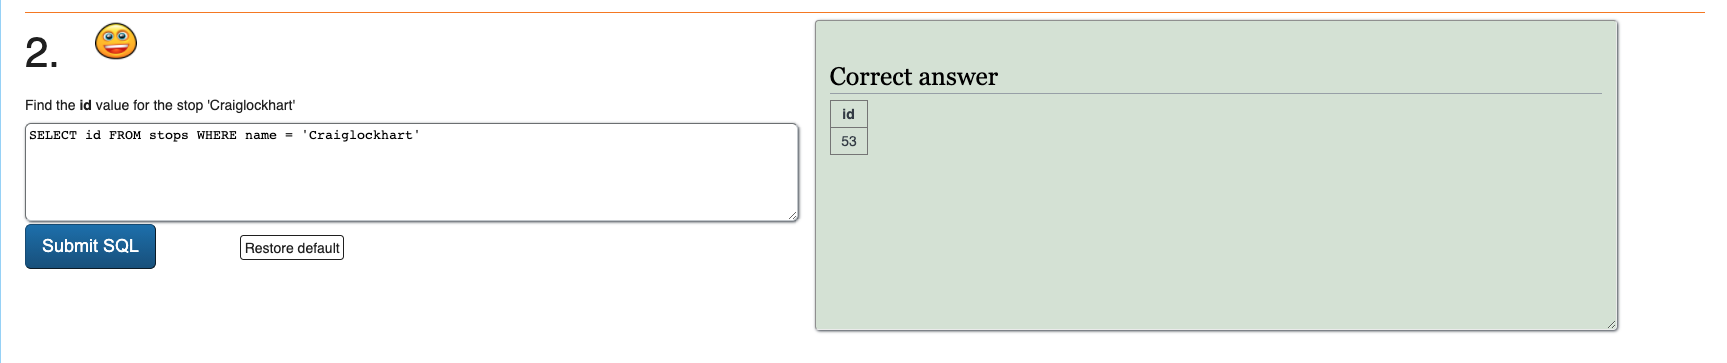 2.
Find the id value for the stop 'Craiglockhart'
SELECT id FROM stops WHERE name = 'Craiglockhart'
Submit SQL
Restore default
Correct answer
id
53